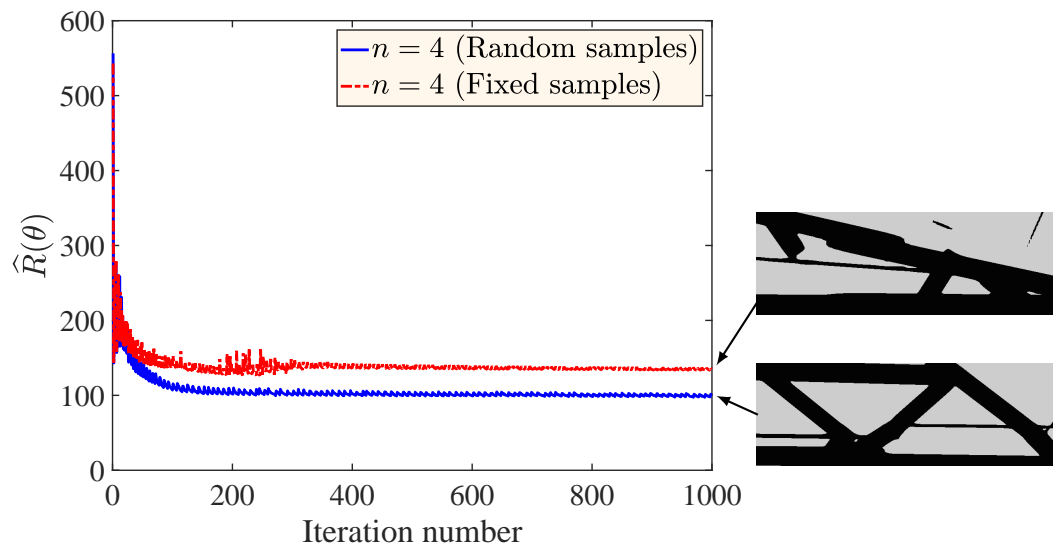 600
500
400
300
200
100
0
R̂(θ)
n = 4 (Random samples)
n = 4 (Fixed samples)
0 200 400 600 800 1000
Iteration number